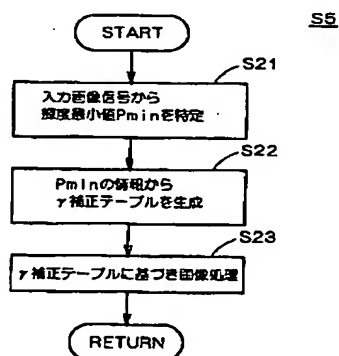 S5
START
S21
入力画像信号から
輝度最小値Pminを特定
S22
Pminの情報から
γ補正テーブルを生成
S23
γ補正テーブルに基づき画像処理
RETURN